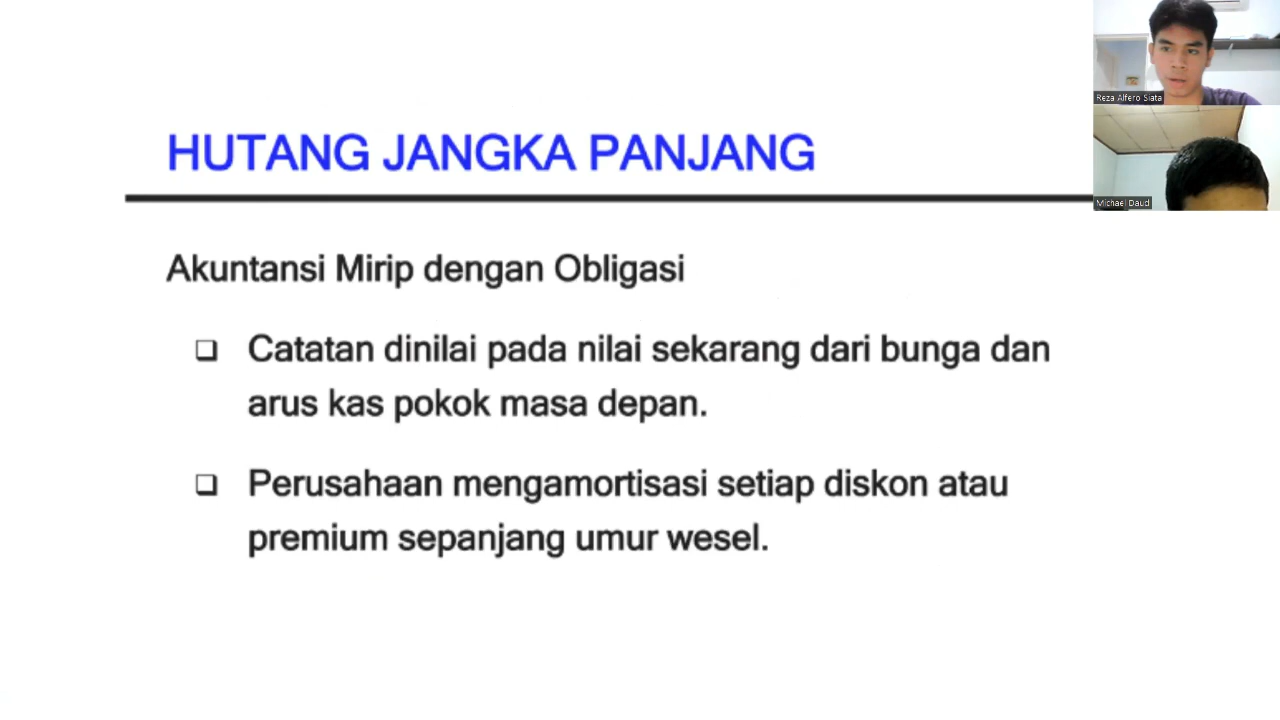 HUTANG JANGKA PANJANG
Akuntansi Mirip dengan Obligasi
❑ Catatan dinilai pada nilai sekarang dari bunga dan
arus kas pokok masa depan.
❑ Perusahaan mengamortisasi setiap diskon atau
premium sepanjang umur wesel.
Reza Alfero Siata
Michael Daud